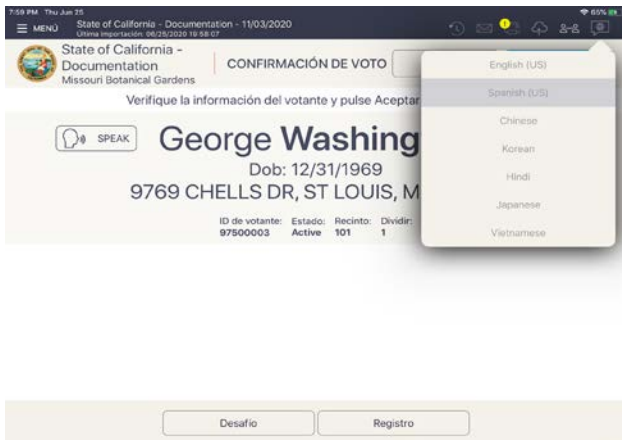 7:59 PM Thu Jun 25
65%
MENÚ
State of California - Documentation - 11/03/2020
Última importación: 06/25/2020 19:58:07
State of California -
Documentation
Missouri Botanical Gardens
CONFIRMACIÓN DE VOTO
Verifique la información del votante y pulse Aceptar
SPEAK
George Washing
Dob: 12/31/1969
9769 CHELLS DR, ST LOUIS, M
ID de votante: Estado: Recinto: Dividir:
97500003 Active 101 1
English (US)
Spanish (US)
Chinese
Korean
Hindi
Japanese
Vietnamese
Desafío
Registro